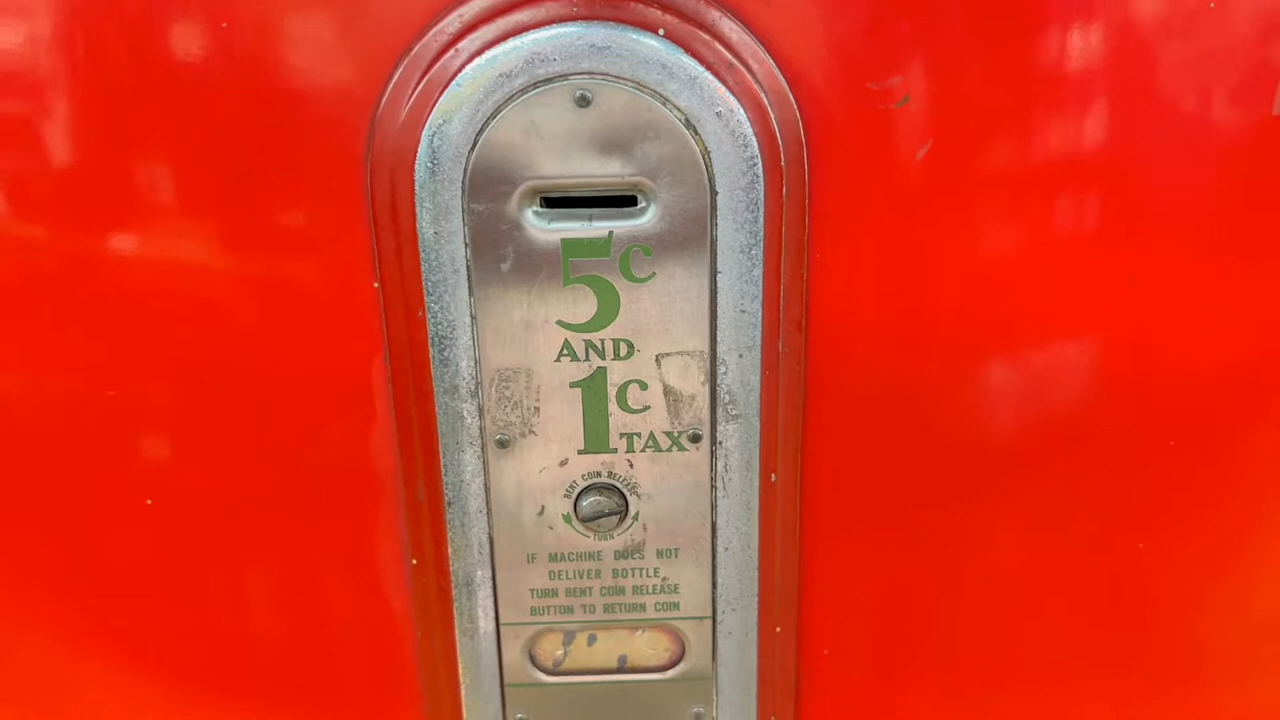 5c
AND
1c
TAX
BENT COIN RELEASE
TURN
IF MACHINE DOES NOT
DELIVER BOTTLE
TURN BENT COIN RELEASE
BUTTON TO RETURN COIN